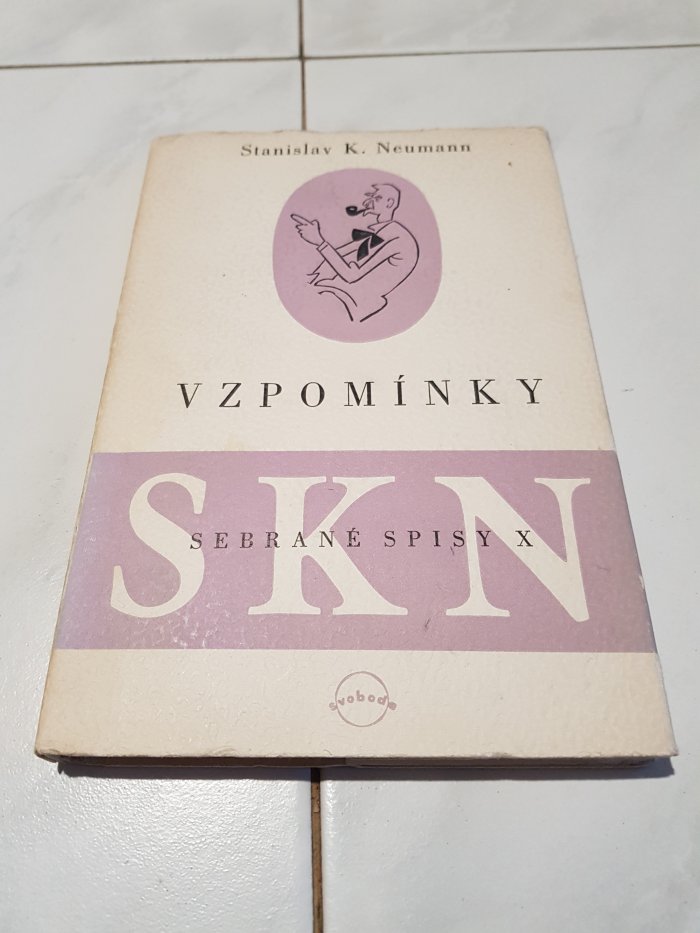 Stanislav K. Neumann
VZPOMÍNKY
SKN
SEBRANÉ SPISY X
svoboda